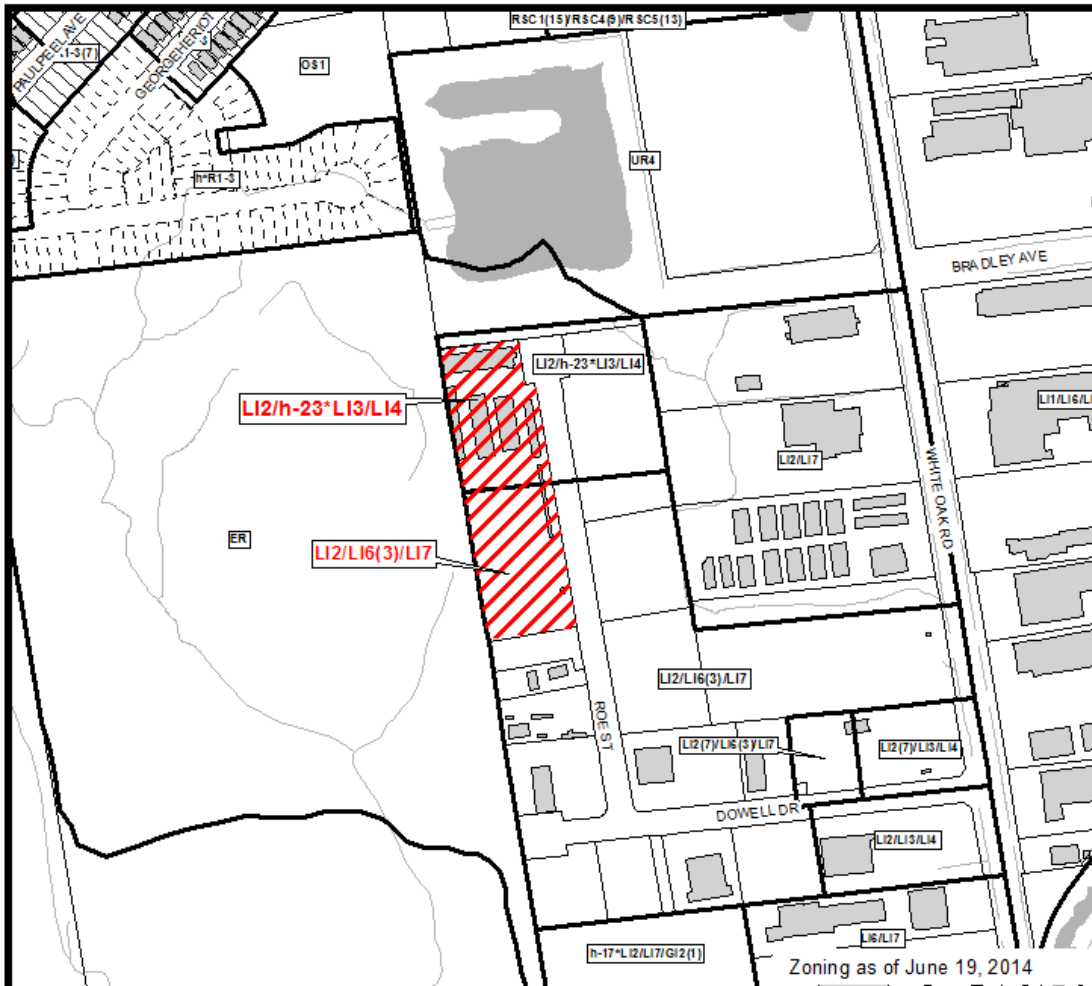 RSC1(15)/RSC4(9)/RSC5(13)
PAULPEEL AVE
GEORGEHERIOT
OS1
UR4
h*R1-3
BRADLEY AVE
LI2/h-23*LI3/LI4
LI2/h-23*LI3/LI4
LI2/LI7
WHITE OAK RD
ER
LI2/LI6(3)/LI7
LI2/LI6(3)/LI7
ROE ST
LI2(7)/LI6(3)/LI7
LI2(7)/LI3/LI4
DOWELL DR
LI2/LI3/LI4
LI6/LI7
h-17*LI2/LI7/GI2(1)
Zoning as of June 19, 2014